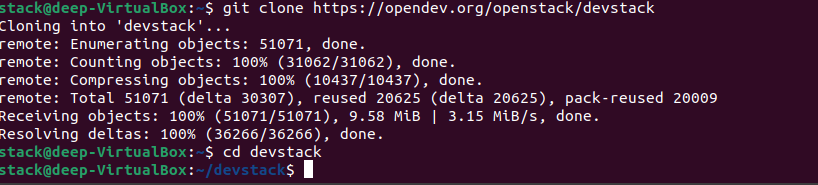 stack@deep-VirtualBox:~$ git clone https://opendev.org/openstack/devstack
Cloning into 'devstack'...
remote: Enumerating objects: 51071, done.
remote: Counting objects: 100% (31062/31062), done.
remote: Compressing objects: 100% (10437/10437), done.
remote: Total 51071 (delta 30307), reused 20625 (delta 20625), pack-reused 20009
Receiving objects: 100% (51071/51071), 9.58 MiB | 3.15 MiB/s, done.
Resolving deltas: 100% (36266/36266), done.
stack@deep-VirtualBox:~$ cd devstack
stack@deep-VirtualBox:~/devstack$